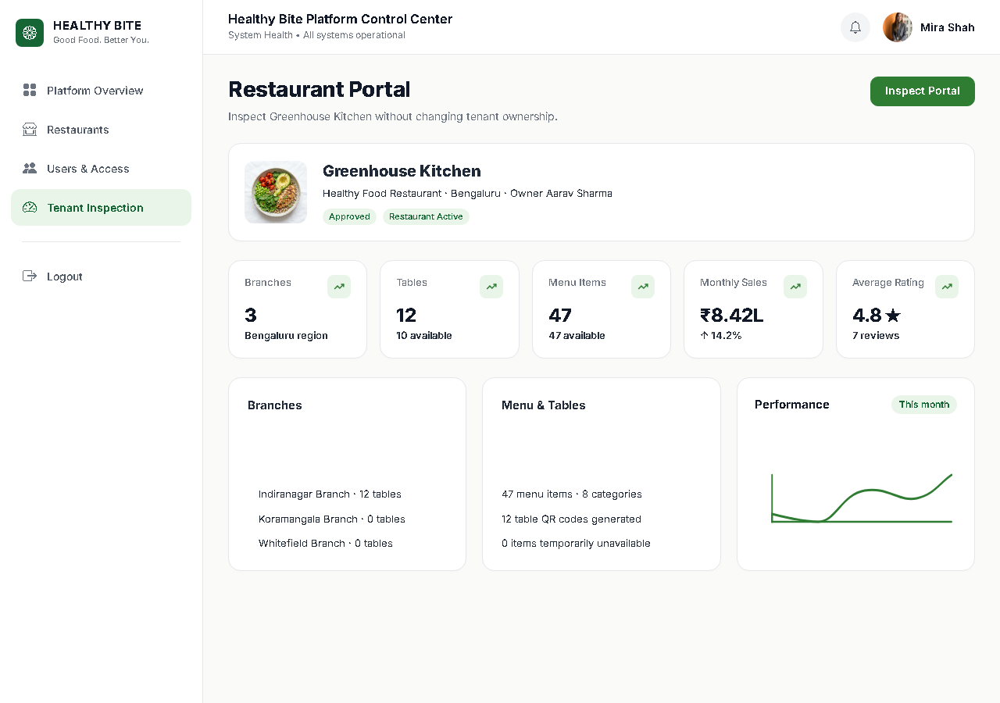 HEALTHY BITE
Good Food. Better You.
Platform Overview
Restaurants
Users & Access
Tenant Inspection
Logout
Healthy Bite Platform Control Center
System Health • All systems operational
Mira Shah
Restaurant Portal
Inspect Greenhouse Kitchen without changing tenant ownership.
Inspect Portal
Greenhouse Kitchen
Healthy Food Restaurant · Bengaluru · Owner Aarav Sharma
Approved
Restaurant Active
Branches
3
Bengaluru region
Tables
12
10 available
Menu Items
47
47 available
Monthly Sales
₹8.42L
↑ 14.2%
Average Rating
4.8 ★
7 reviews
Branches
Indiranagar Branch · 12 tables
Koramangala Branch · 0 tables
Whitefield Branch · 0 tables
Menu & Tables
47 menu items · 8 categories
12 table QR codes generated
0 items temporarily unavailable
Performance
This month